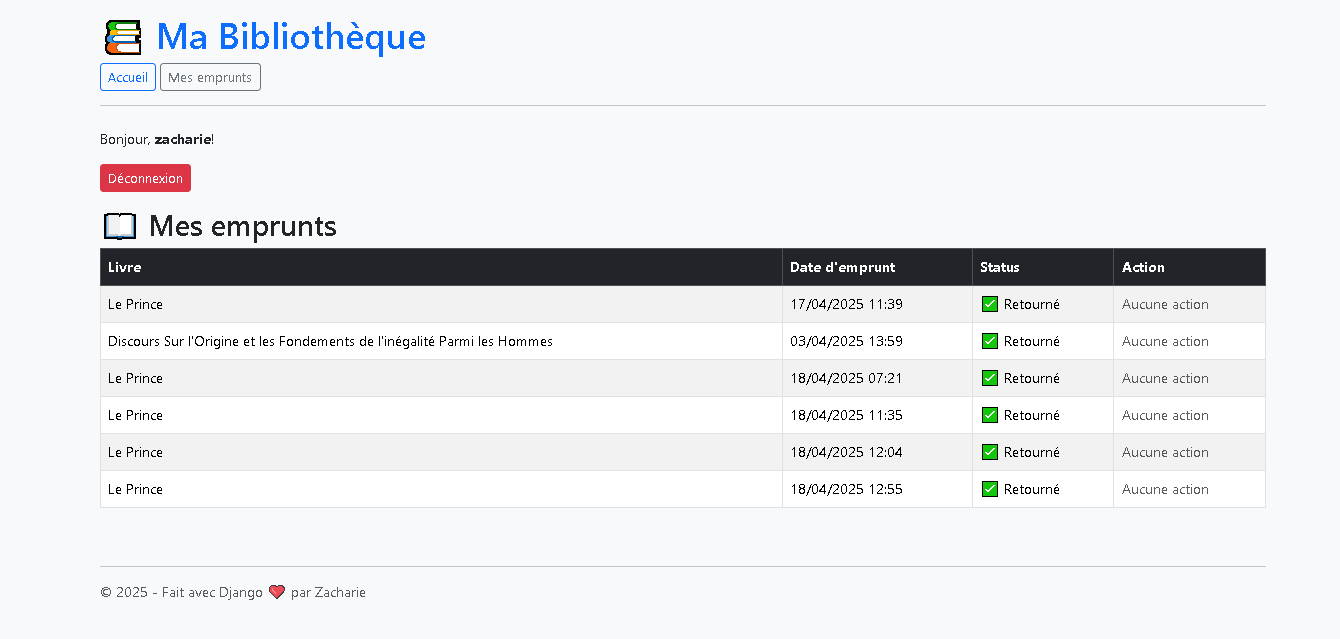 Ma Bibliothèque
Accueil Mes emprunts
Bonjour, zacharie!
Déconnexion
Mes emprunts
Livre Date d'emprunt Status Action
Le Prince 17/04/2025 11:39 Retourné Aucune action
Discours Sur l'Origine et les Fondements de l'inégalité Parmi les Hommes 03/04/2025 13:59 Retourné Aucune action
Le Prince 18/04/2025 07:21 Retourné Aucune action
Le Prince 18/04/2025 11:35 Retourné Aucune action
Le Prince 18/04/2025 12:04 Retourné Aucune action
Le Prince 18/04/2025 12:55 Retourné Aucune action
© 2025 - Fait avec Django ❤️ par Zacharie